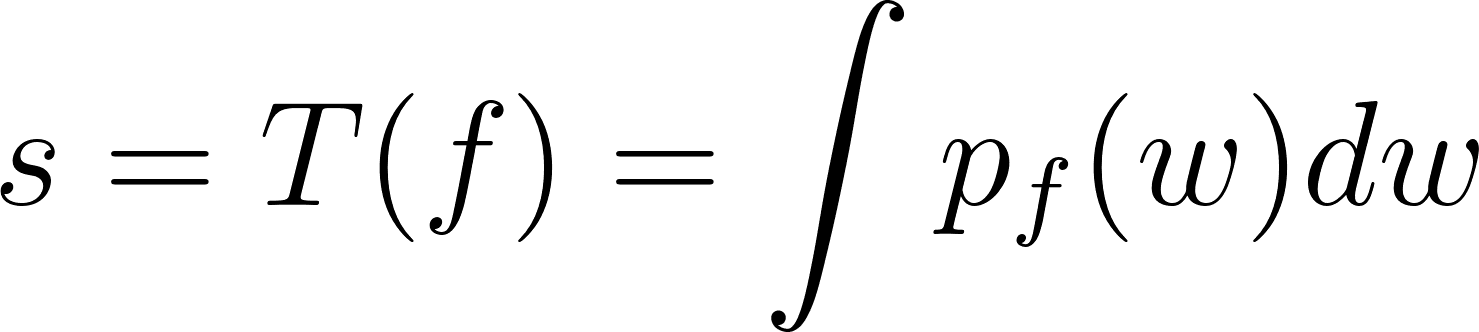 s = T(f) = ∫ p_f(w)dw